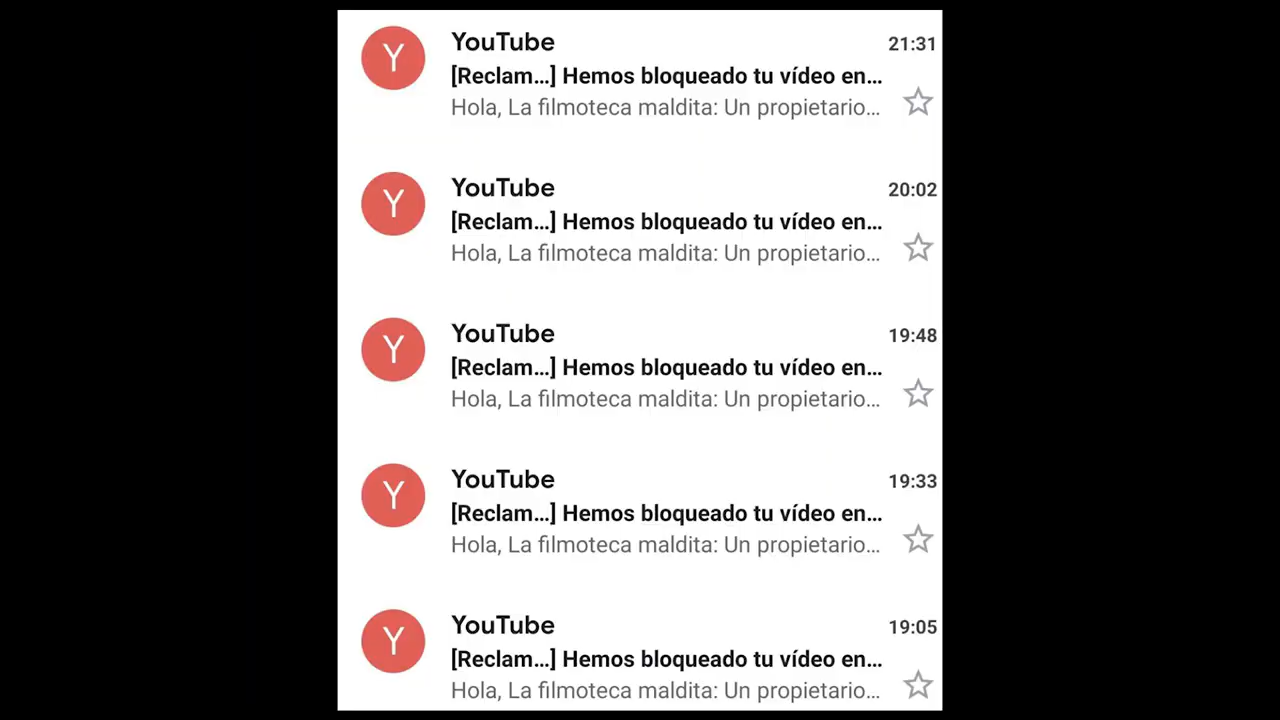 Y
YouTube
21:31
[Reclam...] Hemos bloqueado tu vídeo en...
Hola, La filmoteca maldita: Un propietario...
Y
YouTube
20:02
[Reclam...] Hemos bloqueado tu vídeo en...
Hola, La filmoteca maldita: Un propietario...
Y
YouTube
19:48
[Reclam...] Hemos bloqueado tu vídeo en...
Hola, La filmoteca maldita: Un propietario...
Y
YouTube
19:33
[Reclam...] Hemos bloqueado tu vídeo en...
Hola, La filmoteca maldita: Un propietario...
Y
YouTube
19:05
[Reclam...] Hemos bloqueado tu vídeo en...
Hola, La filmoteca maldita: Un propietario...